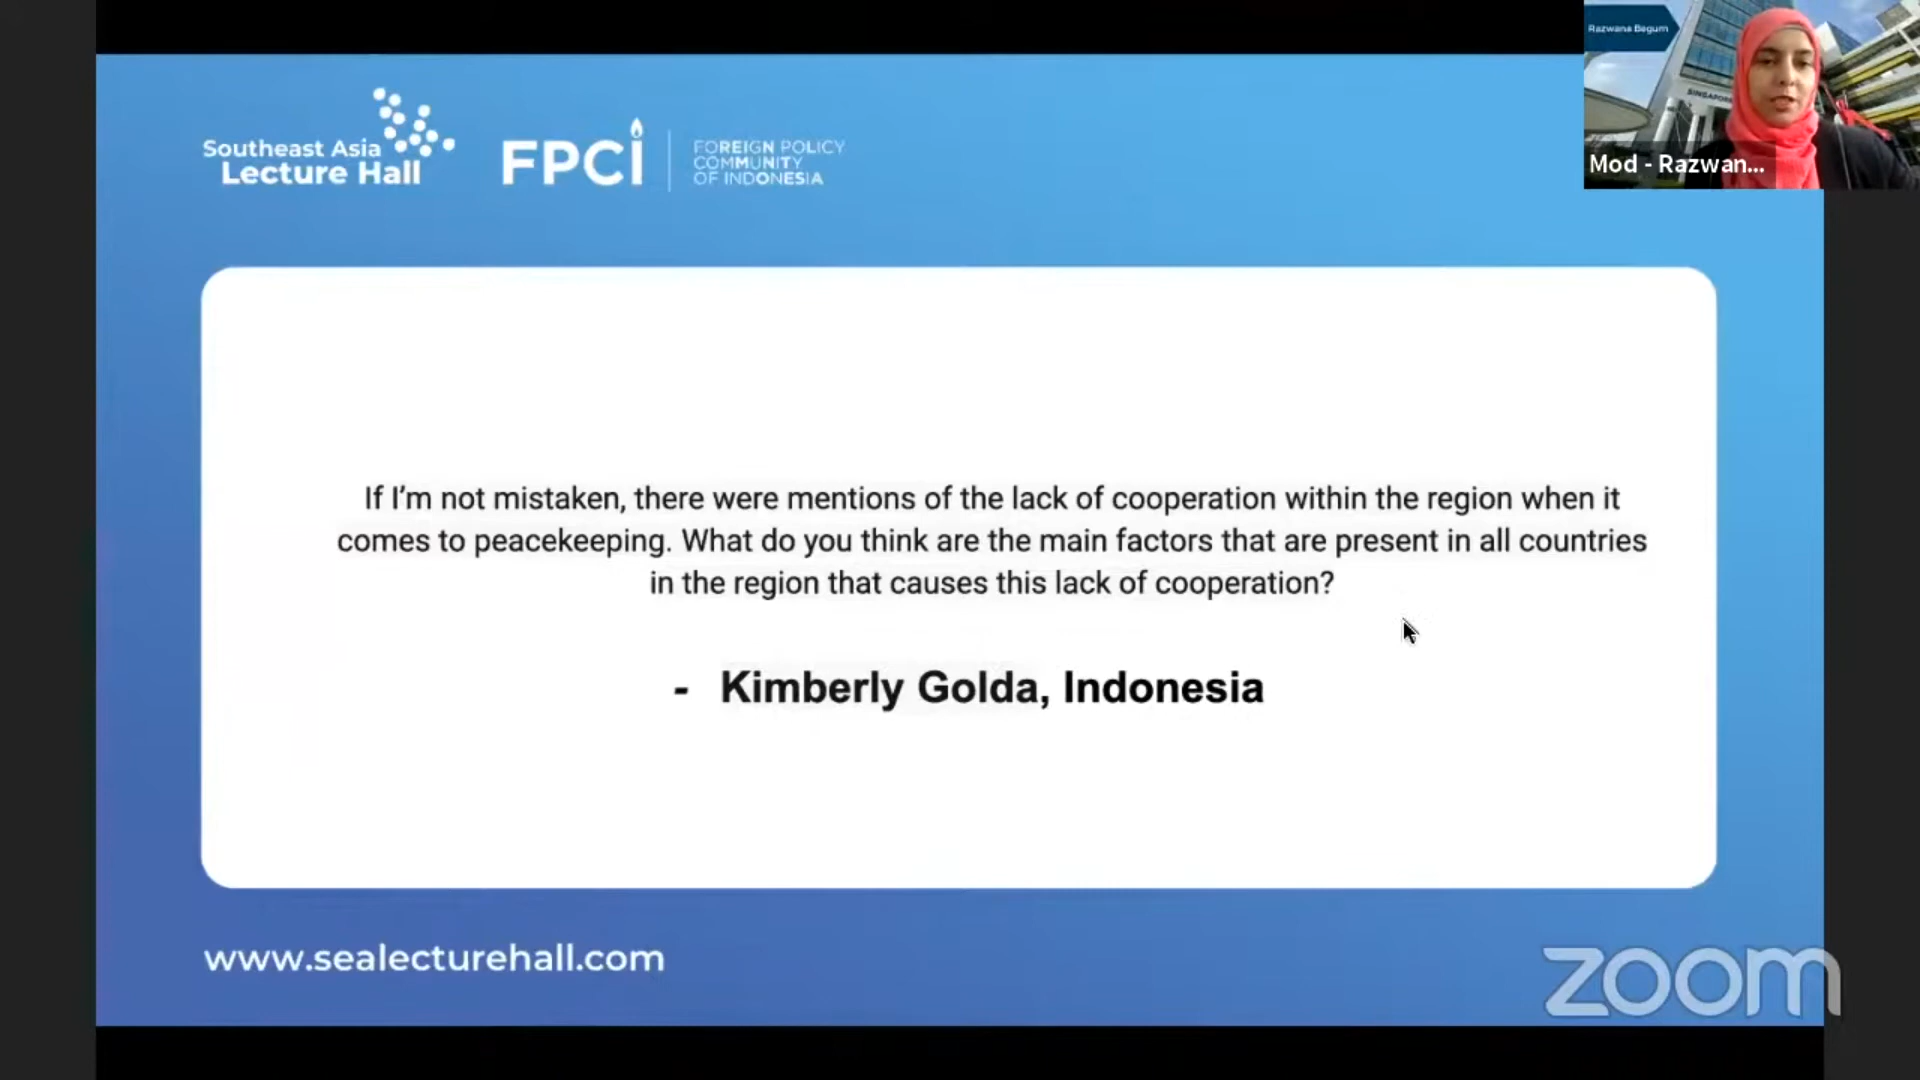 Southeast Asia
Lecture Hall
FPCI
FOREIGN POLICY
COMMUNITY
OF INDONESIA
Razwana Begum
SINGAPORE
Mod - Razwan...
If I'm not mistaken, there were mentions of the lack of cooperation within the region when it
comes to peacekeeping. What do you think are the main factors that are present in all countries
in the region that causes this lack of cooperation?
- Kimberly Golda, Indonesia
www.sealecturehall.com
zoom